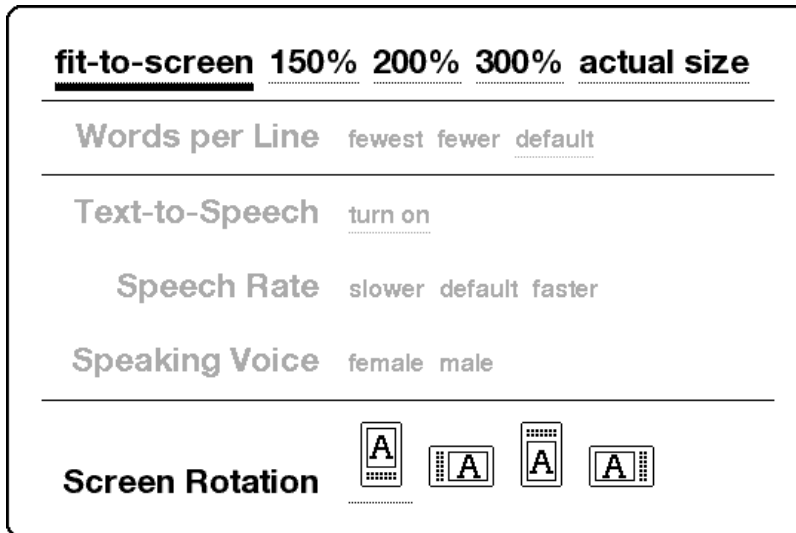 fit-to-screen 150% 200% 300% actual size
Words per Line fewest fewer default
Text-to-Speech turn on
Speech Rate slower default faster
Speaking Voice female male
A A A A
Screen Rotation